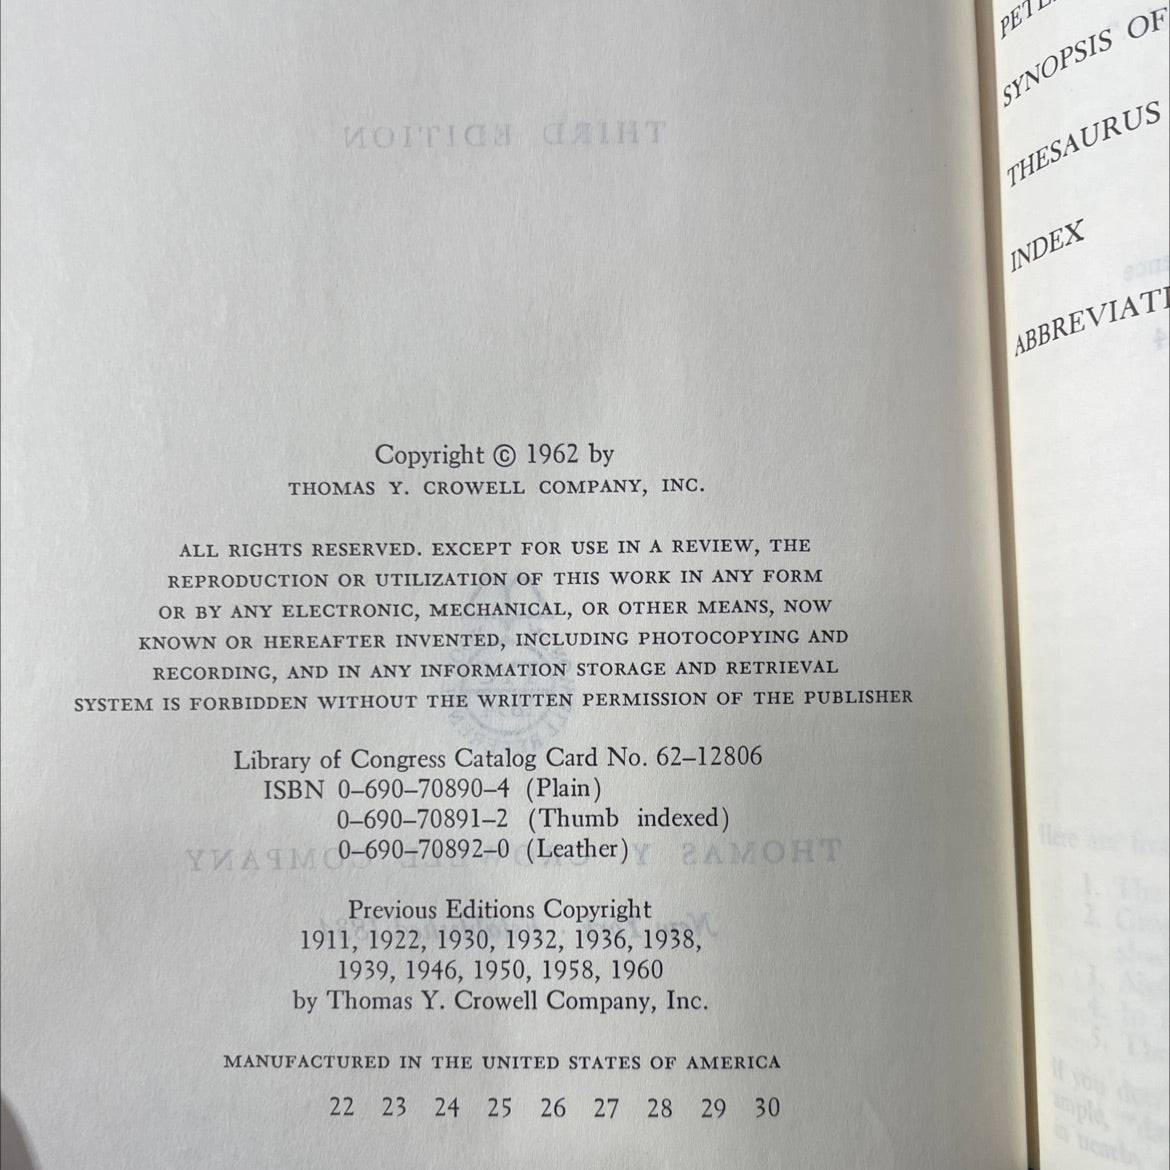 THIRD EDITION
Copyright © 1962 by
THOMAS Y. CROWELL COMPANY, INC.
ALL RIGHTS RESERVED. EXCEPT FOR USE IN A REVIEW, THE
REPRODUCTION OR UTILIZATION OF THIS WORK IN ANY FORM
OR BY ANY ELECTRONIC, MECHANICAL, OR OTHER MEANS, NOW
KNOWN OR HEREAFTER INVENTED, INCLUDING PHOTOCOPYING AND
RECORDING, AND IN ANY INFORMATION STORAGE AND RETRIEVAL
SYSTEM IS FORBIDDEN WITHOUT THE WRITTEN PERMISSION OF THE PUBLISHER
Library of Congress Catalog Card No. 62–12806
ISBN 0–690–70890–4 (Plain)
0–690–70891–2 (Thumb indexed)
0–690–70892–0 (Leather)
THOMAS Y. CROWELL COMPANY
Previous Editions Copyright
1911, 1922, 1930, 1932, 1936, 1938,
1939, 1946, 1950, 1958, 1960
by Thomas Y. Crowell Company, Inc.
MANUFACTURED IN THE UNITED STATES OF AMERICA
22 23 24 25 26 27 28 29 30
SYNOPSIS OF
THESAURUS
INDEX
ABBREVIATI